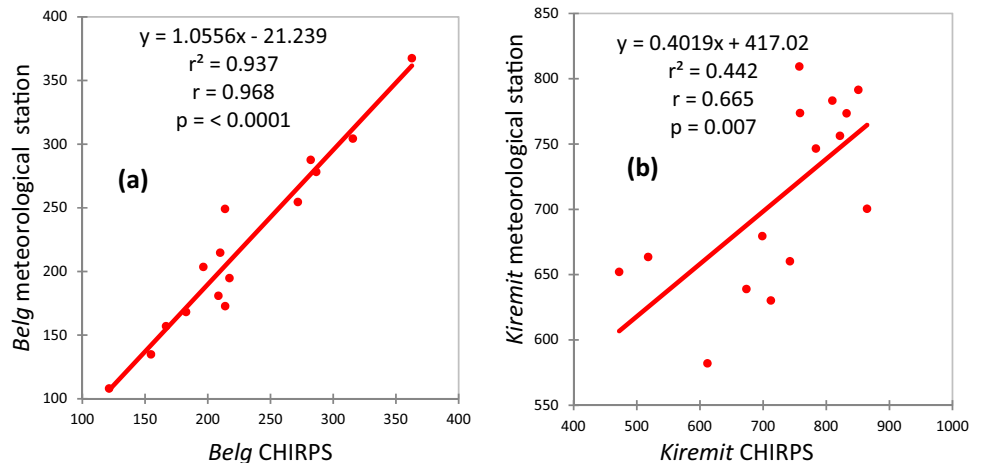 400
350
300
250
200
150
100
Belg meteorological station
y = 1.0556x - 21.239
r² = 0.937
r = 0.968
p = < 0.0001
(a)
100 150 200 250 300 350 400
Belg CHIRPS
850
800
750
700
650
600
550
Kiremit meteorological station
y = 0.4019x + 417.02
r² = 0.442
r = 0.665
p = 0.007
(b)
400 500 600 700 800 900 1000
Kiremit CHIRPS